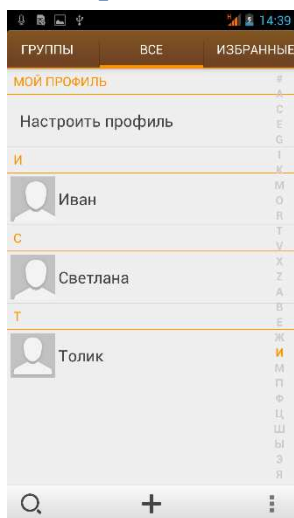 14:39
ГРУППЫ ВСЕ ИЗБРАННЫЕ
МОЙ ПРОФИЛЬ
Настроить профиль
И
Иван
С
Светлана
Т
Толик
#
A
C
E
G
I
K
M
O
R
T
V
X
Z
А
В
Е
Ж
И
М
П
Ф
Ц
Ш
Ы
Э
Я